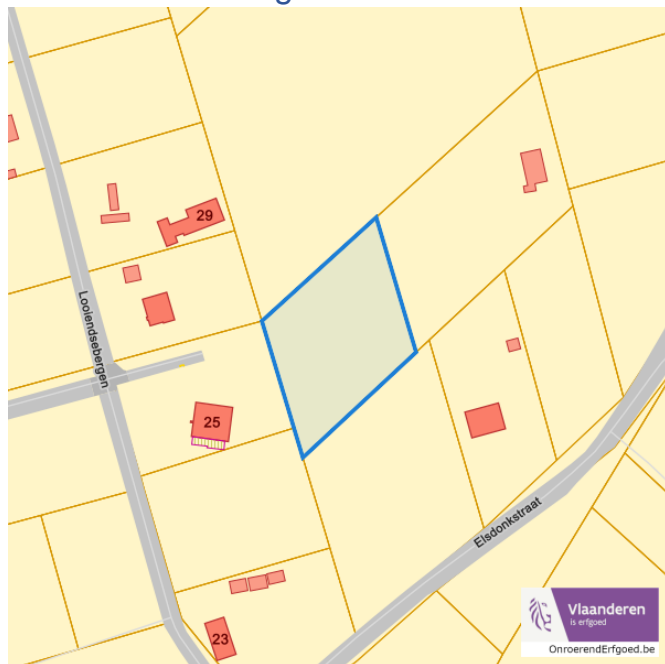 29
Looiendsebergen
25
Elsdonkstraat
23
Vlaanderen
is erfgoed
OnroerendErfgoed.be